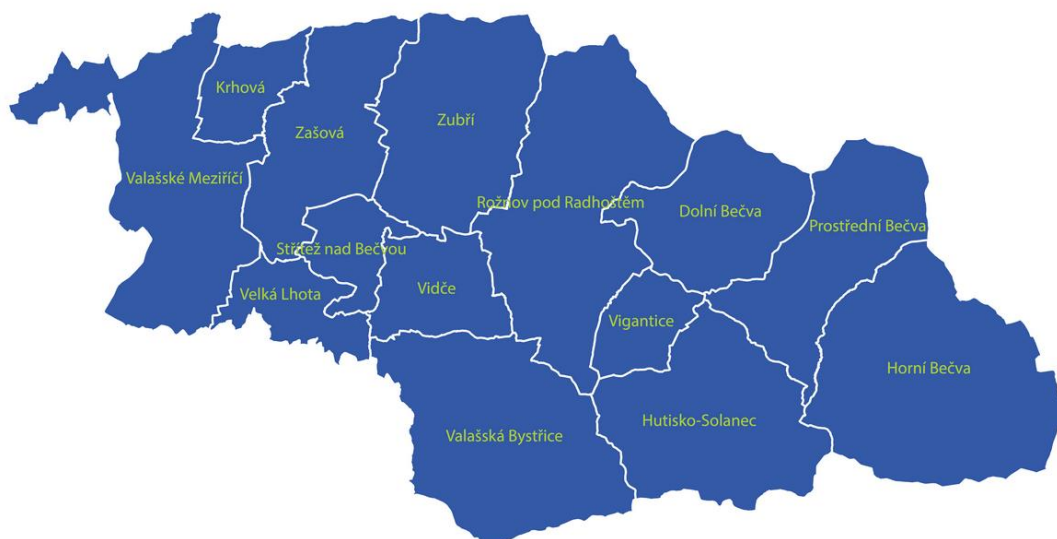 Krhová
Zašová
Zubří
Valašské Meziříčí
Rožnov pod Radhoštěm
Dolní Bečva
Prostřední Bečva
Střítež nad Bečvou
Velká Lhota
Vidče
Vigantice
Horní Bečva
Valašská Bystřice
Hutisko-Solanec